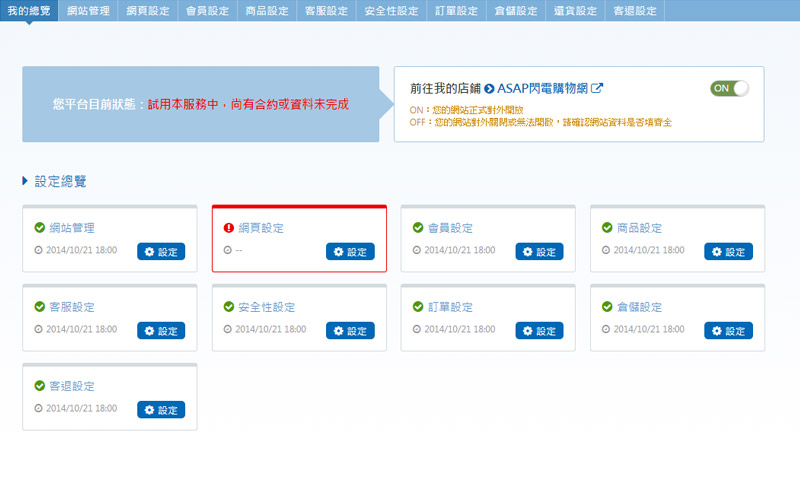 我的總覽 網站管理 網頁設定 會員設定 商品設定 客服設定 安全性設定 訂單設定 倉儲設定 退貨設定 客退設定
您平台目前狀態：試用本服務中，尚有合約或資料未完成
前往我的店鋪 ASAP閃電購物網
ON
ON：您的網站正式對外開放
OFF：您的網站對外關閉或無法開啟，請確認網站資料是否填齊全
設定總覽
網站管理
2014/10/21 18:00 設定
網頁設定
-- 設定
會員設定
2014/10/21 18:00 設定
商品設定
2014/10/21 18:00 設定
客服設定
2014/10/21 18:00 設定
安全性設定
2014/10/21 18:00 設定
訂單設定
2014/10/21 18:00 設定
倉儲設定
2014/10/21 18:00 設定
客退設定
2014/10/21 18:00 設定